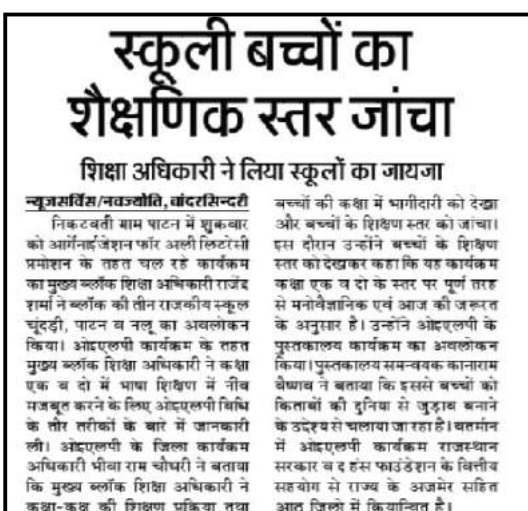 स्कूली बच्चों का
शैक्षणिक स्तर जांचा
शिक्षा अधिकारी ने लिया स्कूलों का जायजा
न्यूजसर्विस/नवज्योति, बांदरसिन्दरी
निकटवर्ती ग्राम पाटन में शुक्रवार
को आर्गेनाईजेशन फॉर अर्ली लिटरेसी
प्रमोशन के तहत चल रहे कार्यक्रम
का मुख्य ब्लॉक शिक्षा अधिकारी राजेंद्र
शर्मा ने ब्लॉक की तीन राजकीय स्कूल
चूंदड़ी, पाटन व नलू का अवलोकन
किया। ओइएलपी कार्यक्रम के तहत
मुख्य ब्लॉक शिक्षा अधिकारी ने कक्षा
एक व दो में भाषा शिक्षण में नींव
मजबूत करने के लिए ओइएलपी विधि
के तौर तरीकों के बारे में जानकारी
ली। ओइएलपी के जिला कार्यक्रम
अधिकारी भीवा राम चौधरी ने बताया
कि मुख्य ब्लॉक शिक्षा अधिकारी ने
कक्षा-कक्ष की शिक्षण प्रक्रिया तथा
बच्चों की कक्षा में भागीदारी को देखा
और बच्चों के शिक्षण स्तर को जांचा।
इस दौरान उन्होंने बच्चों के शिक्षण
स्तर को देखकर कहा कि यह कार्यक्रम
कक्षा एक व दो के स्तर पर पूर्ण तरह
से मनोवैज्ञानिक एवं आज की जरूरत
के अनुसार है। उन्होंने ओइएलपी के
पुस्तकालय कार्यक्रम का अवलोकन
किया। पुस्तकालय समन्वयक कानाराम
वैष्णव ने बताया कि इससे बच्चों को
किताबों की दुनिया से जुड़ाव बनाने
के उद्देश्य से चलाया जा रहा है। वर्तमान
में ओइएलपी कार्यक्रम राजस्थान
सरकार व द हंस फाउंडेशन के वित्तीय
सहयोग से राज्य के अजमेर सहित
आठ जिलो में क्रियान्वित है।